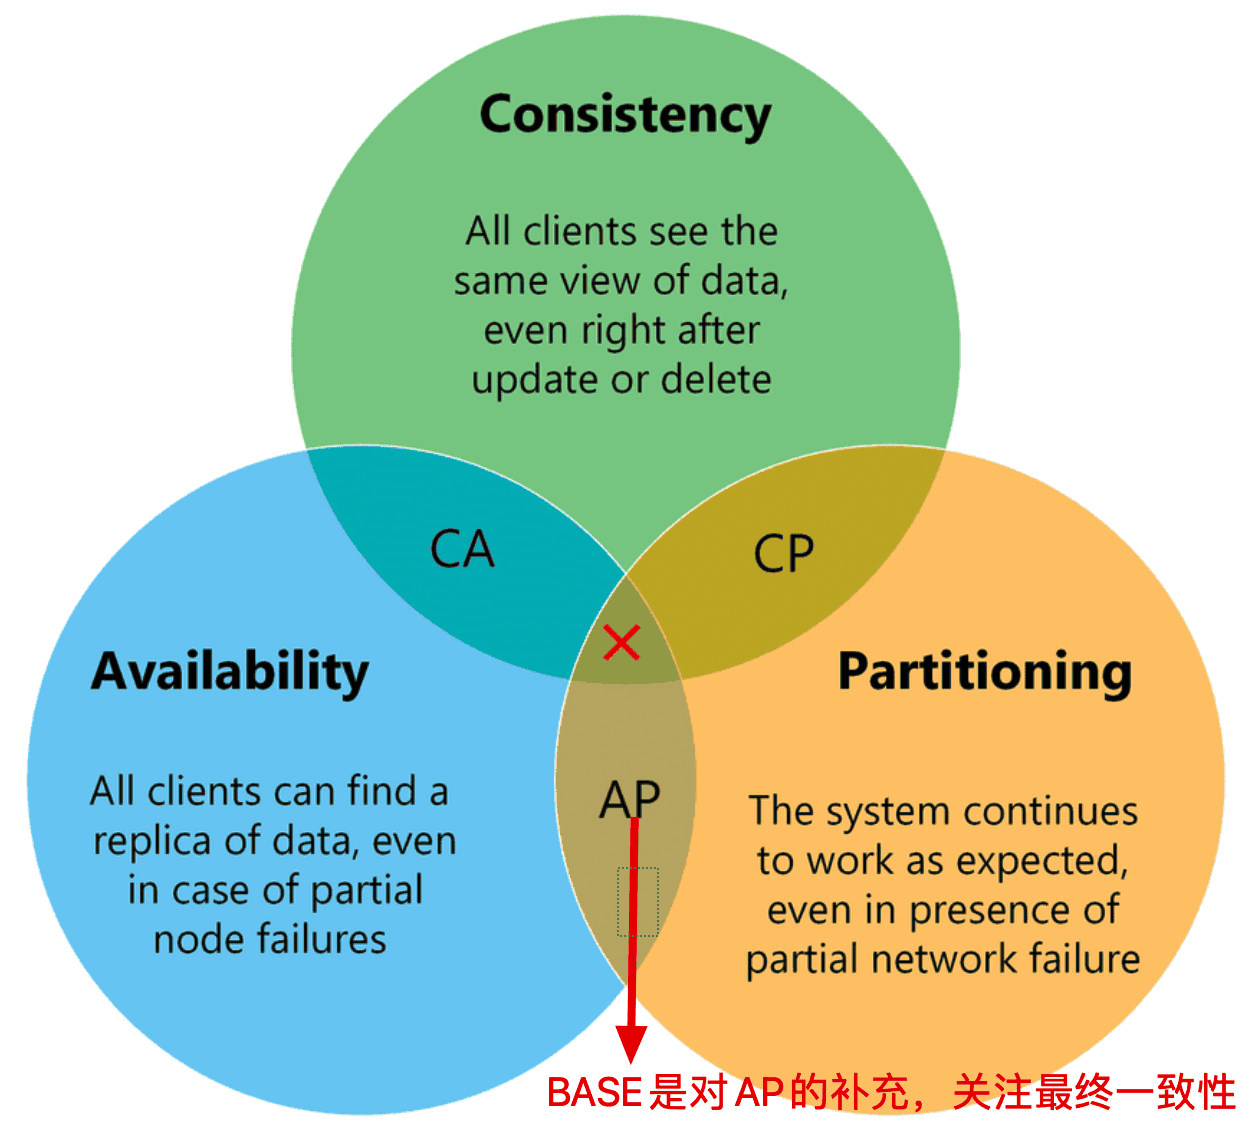 Consistency
All clients see the
same view of data,
even right after
update or delete
CA
CP
Availability
All clients can find a
replica of data, even
in case of partial
node failures
Partitioning
The system continues
to work as expected,
even in presence of
partial network failure
AP
BASE是对AP的补充，关注最终一致性